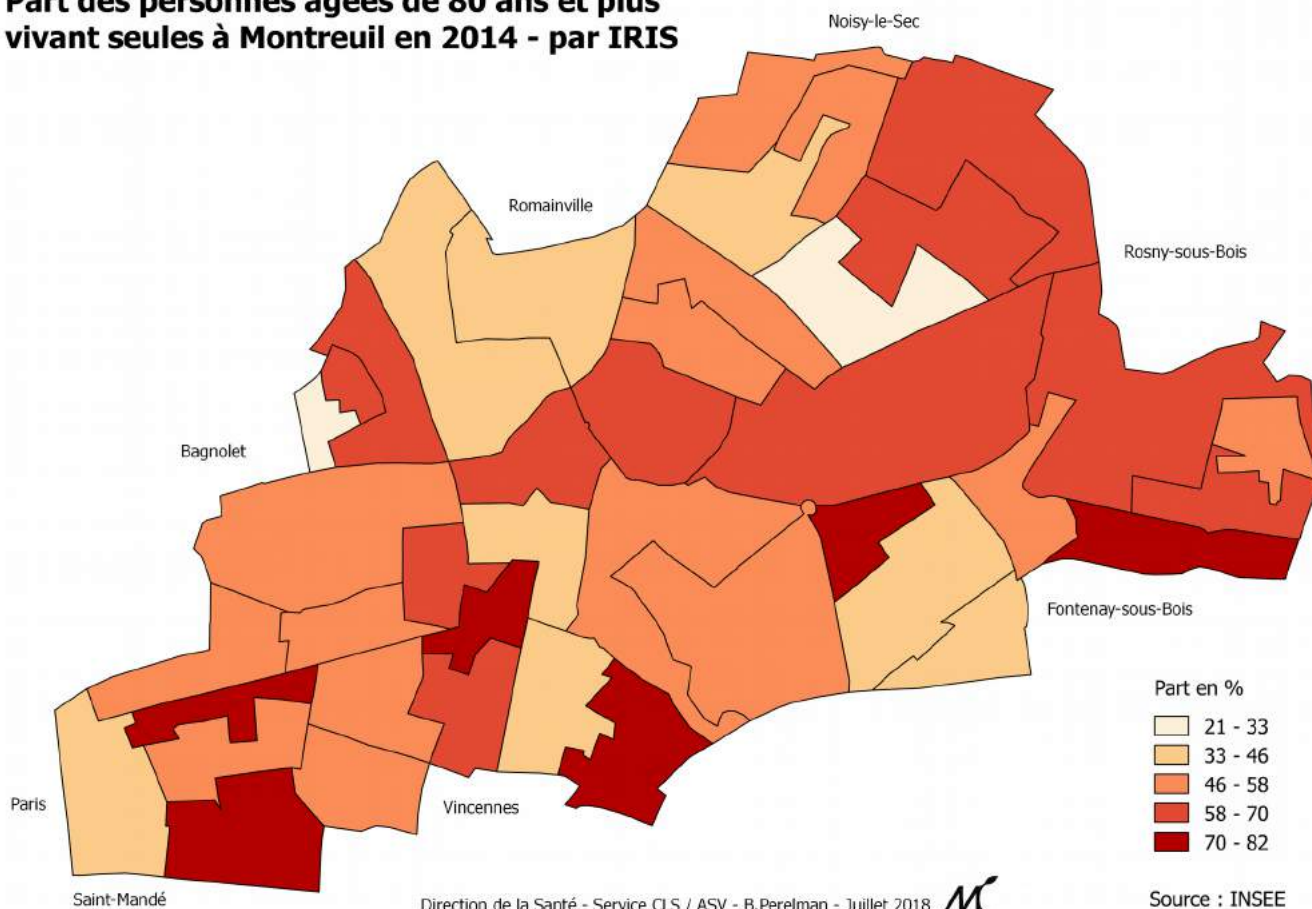 Part des personnes âgées de 80 ans et plus
vivant seules à Montreuil en 2014 - par IRIS
Noisy-le-Sec
Romainville
Rosny-sous-Bois
Bagnolet
Fontenay-sous-Bois
Paris
Vincennes
Saint-Mandé
Part en %
21 - 33
33 - 46
46 - 58
58 - 70
70 - 82
Direction de la Santé - Service CLS / ASV - B.Perelman - Juillet 2018
Source : INSEE